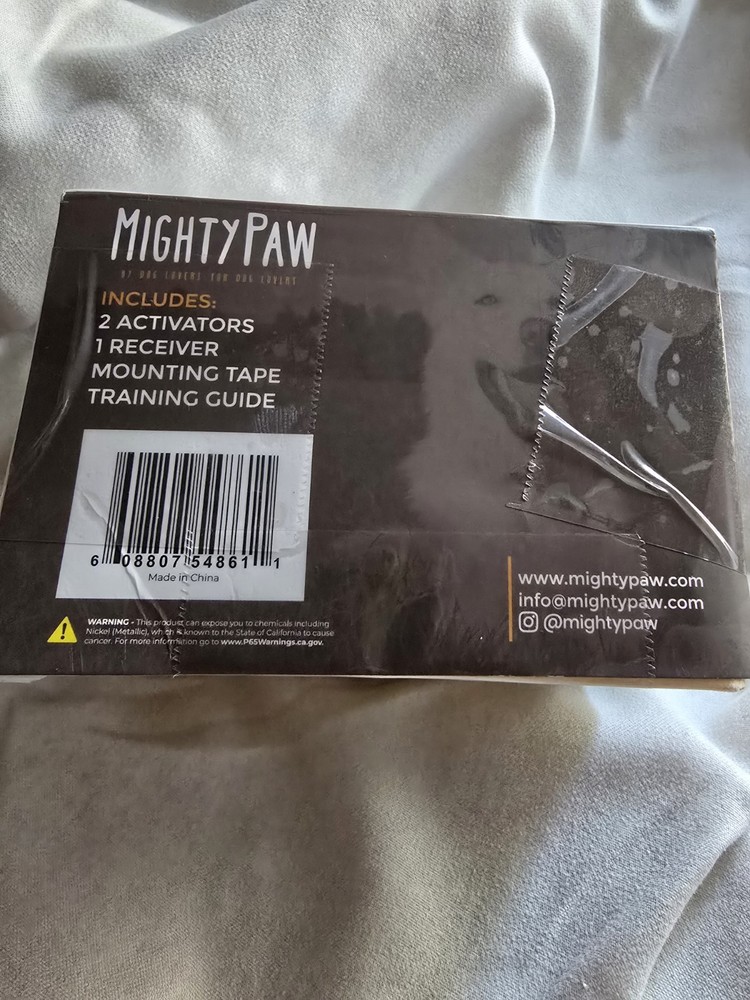 MIGHTYPAW
BY DOG LOVERS FOR DOG LOVERS
INCLUDES:
2 ACTIVATORS
1 RECEIVER
MOUNTING TAPE
TRAINING GUIDE
6 08807 54861 1
Made in China
WARNING - This product can expose you to chemicals including
Nickel (Metallic), which is known to the State of California to cause
cancer. For more information go to www.P65Warnings.ca.gov.
www.mightypaw.com
info@mightypaw.com
@mightypaw